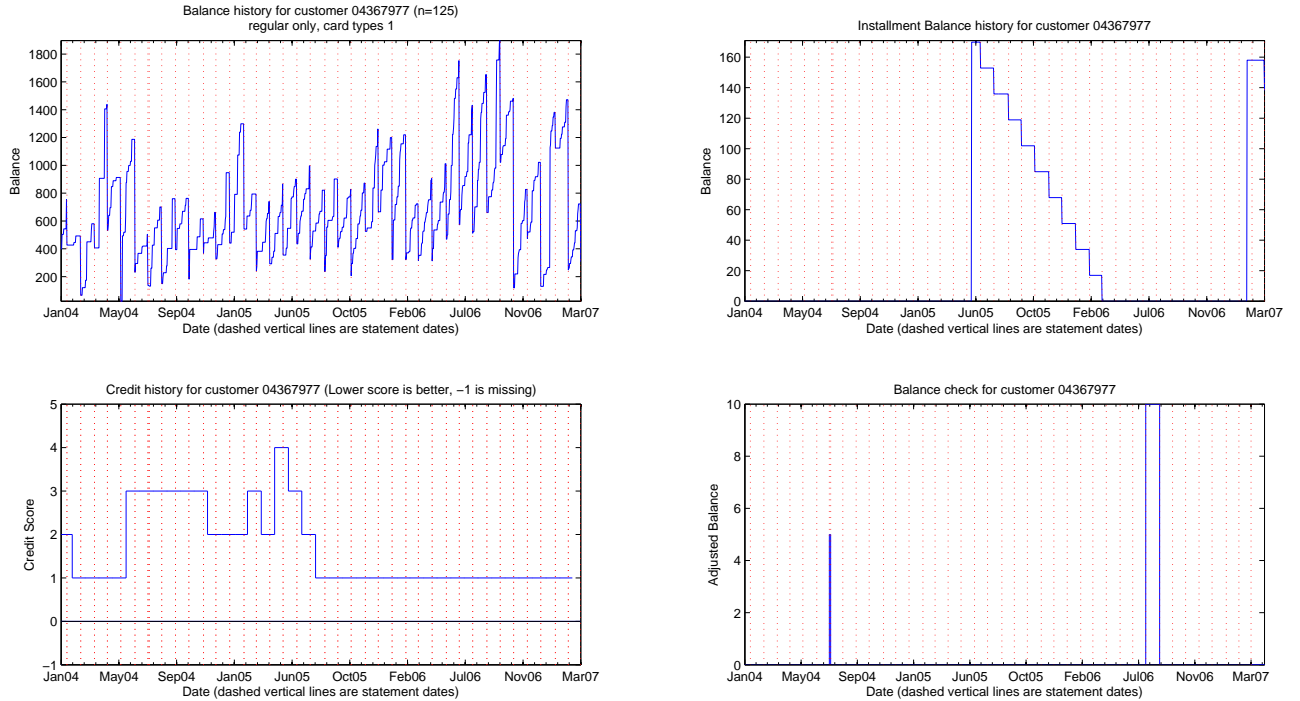 Balance history for customer 04367977 (n=125)
regular only, card types 1
Balance
1800
1600
1400
1200
1000
800
600
400
200
Jan04 May04 Sep04 Jan05 Jun05 Oct05 Feb06 Jul06 Nov06 Mar07
Date (dashed vertical lines are statement dates)
Installment Balance history for customer 04367977
Balance
160
140
120
100
80
60
40
20
0
Jan04 May04 Sep04 Jan05 Jun05 Oct05 Feb06 Jul06 Nov06 Mar07
Date (dashed vertical lines are statement dates)
Credit history for customer 04367977 (Lower score is better, −1 is missing)
Credit Score
5
4
3
2
1
0
−1
Jan04 May04 Sep04 Jan05 Jun05 Oct05 Feb06 Jul06 Nov06 Mar07
Date (dashed vertical lines are statement dates)
Balance check for customer 04367977
Adjusted Balance
10
8
6
4
2
0
Jan04 May04 Sep04 Jan05 Jun05 Oct05 Feb06 Jul06 Nov06 Mar07
Date (dashed vertical lines are statement dates)